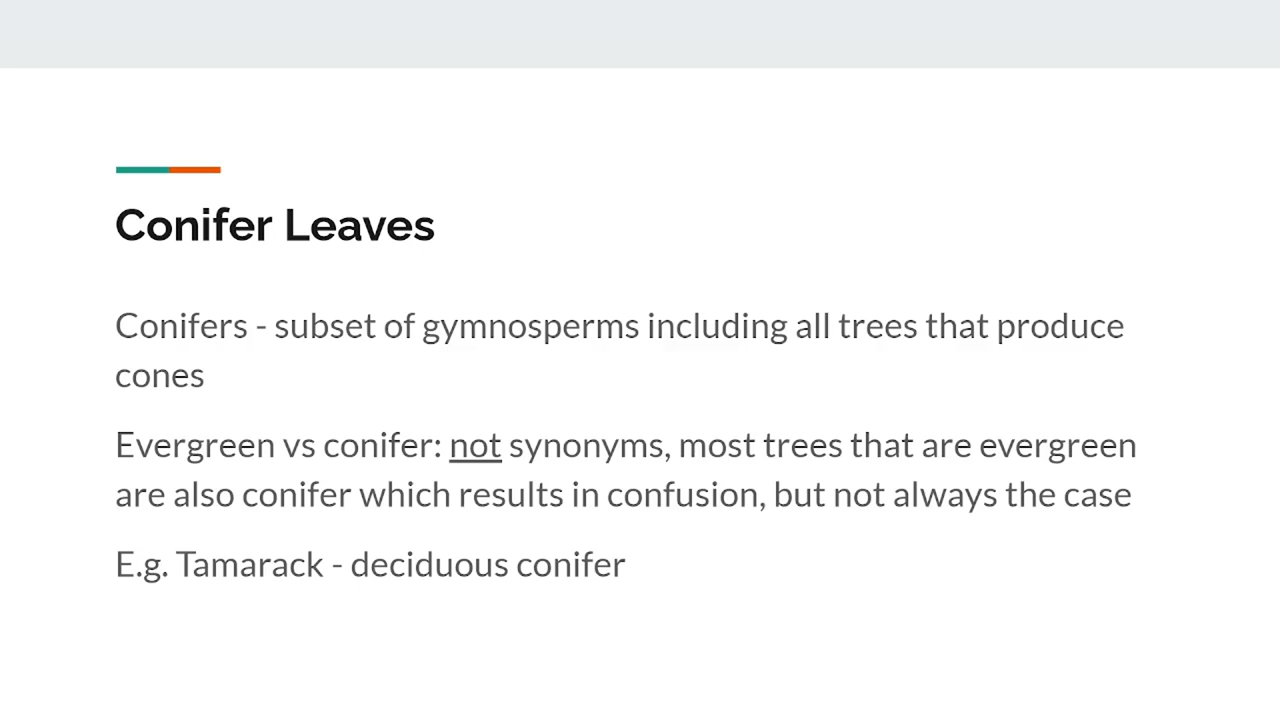 Conifer Leaves
Conifers - subset of gymnosperms including all trees that produce
cones
Evergreen vs conifer: not synonyms, most trees that are evergreen
are also conifer which results in confusion, but not always the case
E.g. Tamarack - deciduous conifer